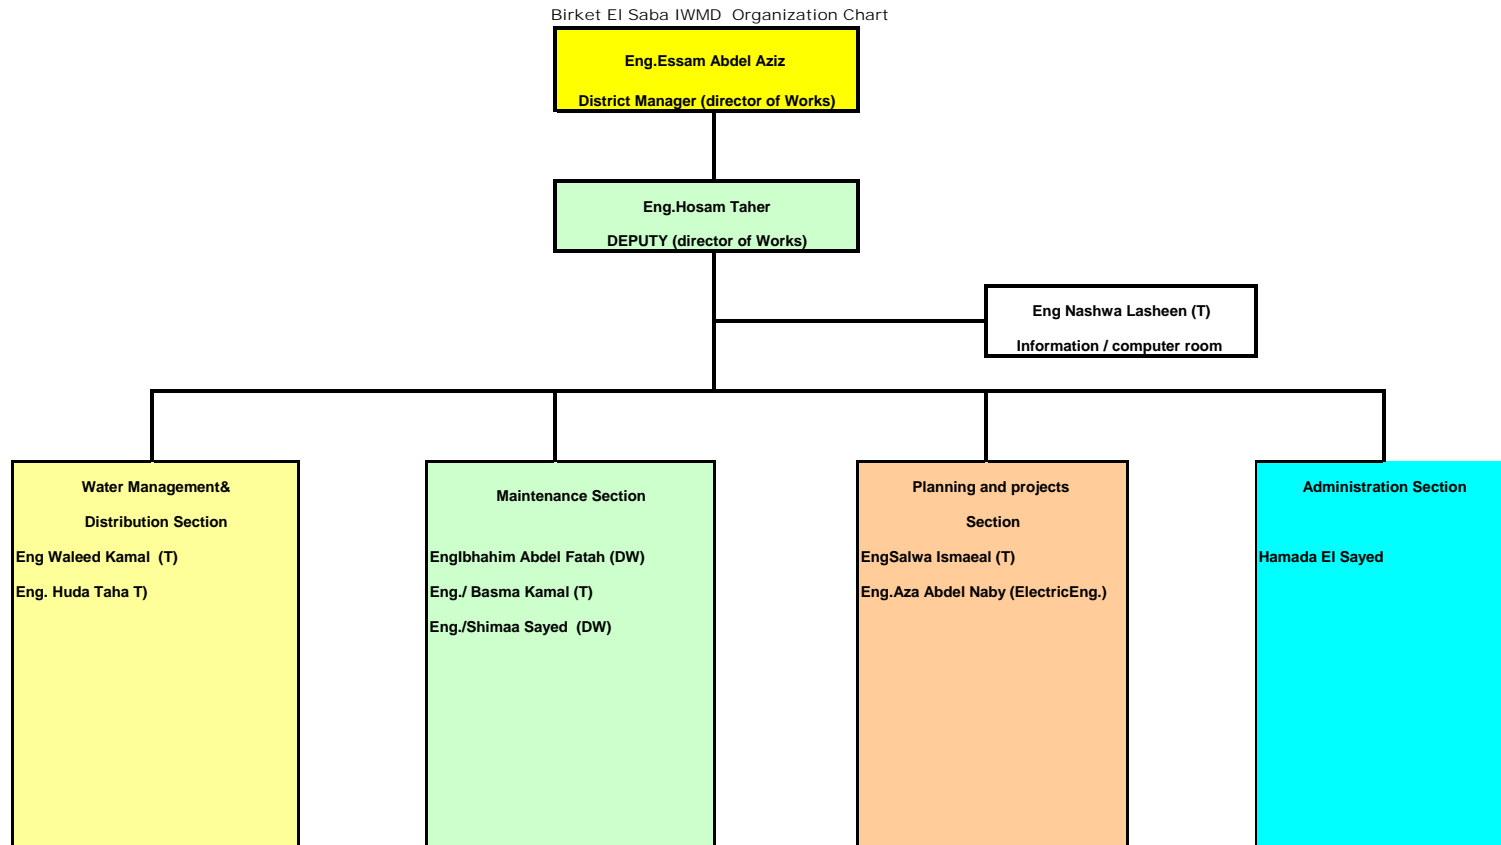 Birket El Saba IWMD  Organization Chart
Eng.Essam Abdel Aziz
District Manager (director of Works)
Eng.Hosam Taher
DEPUTY (director of Works)
Eng Nashwa Lasheen (T)
Information / computer room
Water Management&
Distribution Section
Eng Waleed Kamal  (T)
Eng. Huda Taha T)
Maintenance Section
EngIbhahim Abdel Fatah (DW)
Eng./ Basma Kamal (T)
Eng./Shimaa Sayed  (DW)
Planning and projects
Section
EngSalwa Ismaeal (T)
Eng.Aza Abdel Naby (ElectricEng.)
Administration Section
Hamada El Sayed